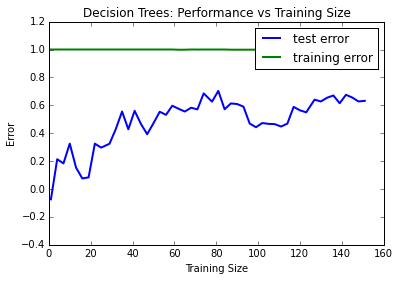 Decision Trees: Performance vs Training Size
1.2
1.0
0.8
0.6
0.4
0.2
0.0
−0.2
−0.4
Error
test error
training error
0 20 40 60 80 100 120 140 160
Training Size